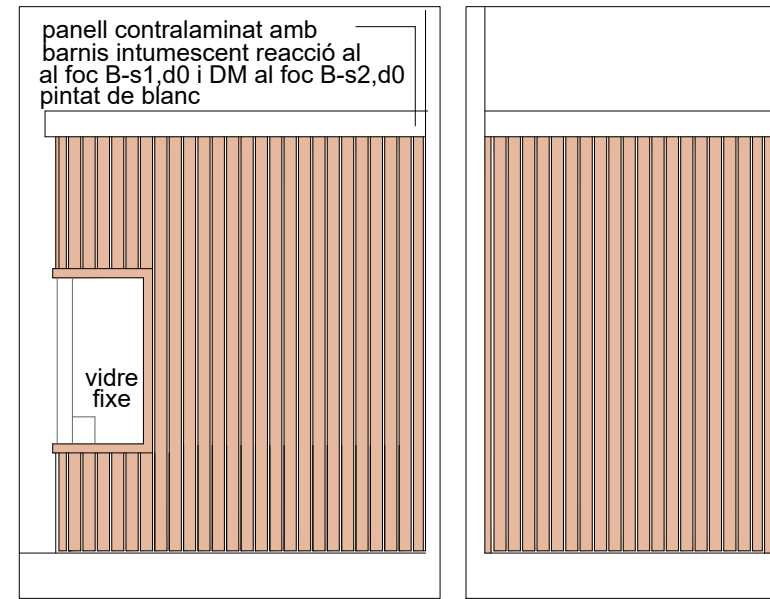 panell contralaminat amb
barnis intumescent reacció al
al foc B-s1,d0 i DM al foc B-s2,d0
pintat de blanc
vidre
fixe